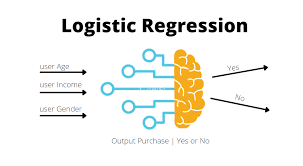 Logistic Regression
user Age
user Income
user Gender
Yes
No
Output Purchase | Yes or No